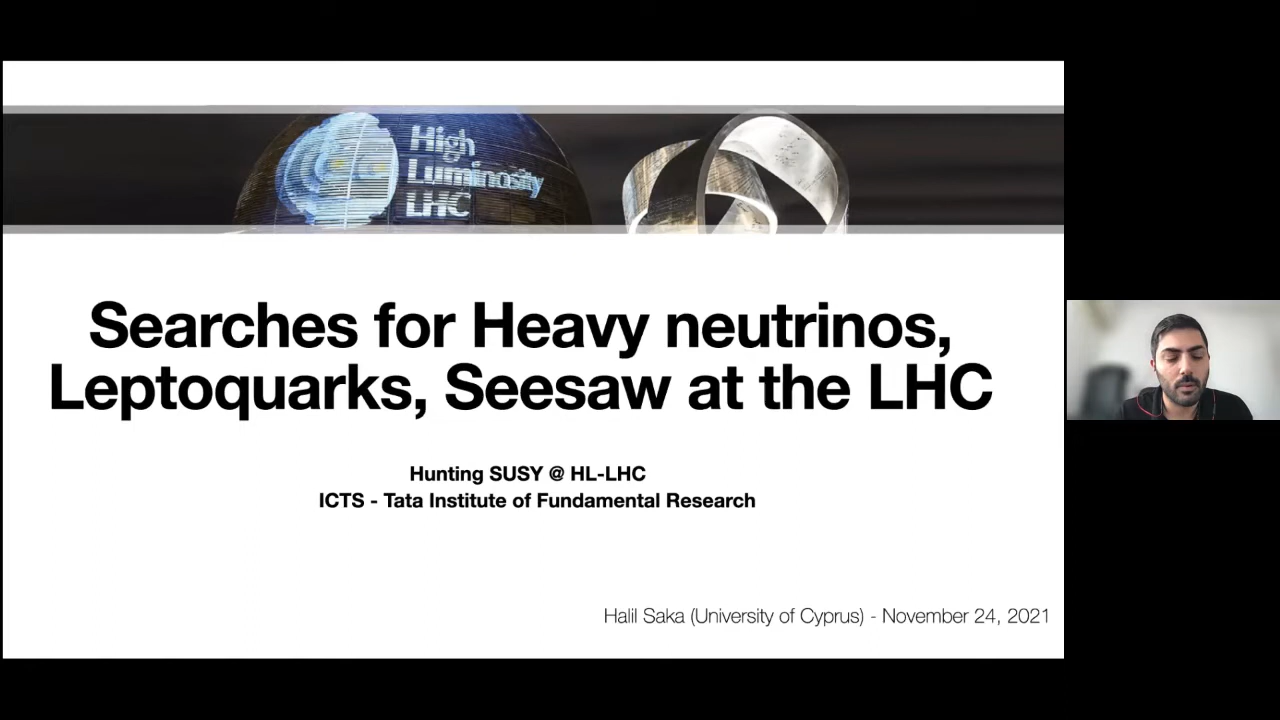 High
Luminosity
LHC
Searches for Heavy neutrinos,
Leptoquarks, Seesaw at the LHC
Hunting SUSY @ HL-LHC
ICTS - Tata Institute of Fundamental Research
Halil Saka (University of Cyprus) - November 24, 2021